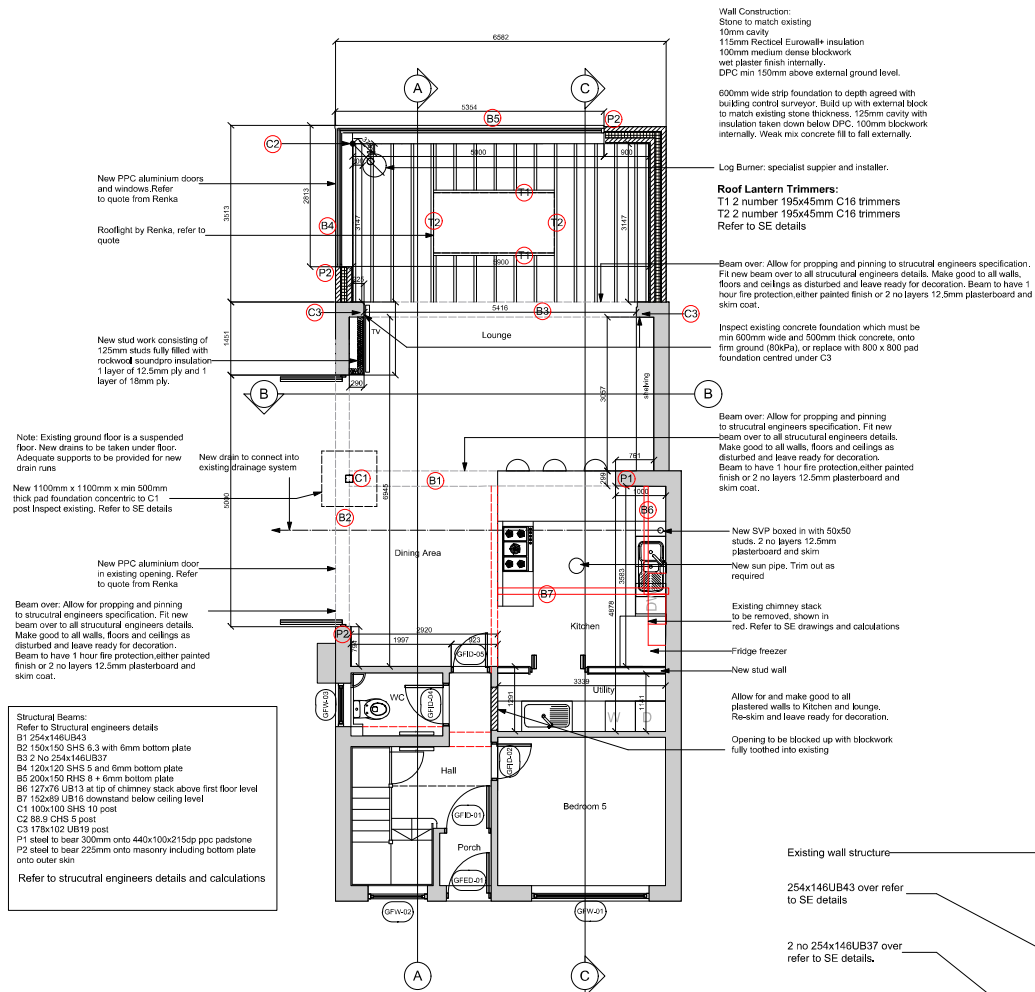 Wall Construction:
Stone to match existing
10mm cavity
115mm Recticel Eurowall+ insulation
100mm medium dense blockwork
wet plaster finish internally.
DPC min 150mm above external ground level.
600mm wide strip foundation to depth agreed with
building control surveyor. Build up with external block
to match existing stone thickness. 125mm cavity with
insulation taken down below DPC. 100mm blockwork
internally. Weak mix concrete fill to fall externally.
Log Burner: specialist suppier and installer.
Roof Lantern Trimmers:
T1 2 number 195x45mm C16 trimmers
T2 2 number 195x45mm C16 trimmers
Refer to SE details
Beam over: Allow for propping and pinning to strucutral engineers specification.
Fit new beam over to all strucutural engineers details. Make good to all walls,
floors and ceilings as disturbed and leave ready for decoration. Beam to have 1
hour fire protection,either painted finish or 2 no layers 12.5mm plasterboard and
skim coat.
Inspect existing concrete foundation which must be
min 600mm wide and 500mm thick concrete, onto
firm ground (80kPa), or replace with 800 x 800 pad
foundation centred under C3
Beam over: Allow for propping and pinning
to strucutral engineers specification. Fit new
beam over to all strucutural engineers details.
Make good to all walls, floors and ceilings as
disturbed and leave ready for decoration.
Beam to have 1 hour fire protection,either painted
finish or 2 no layers 12.5mm plasterboard and
skim coat.
New SVP boxed in with 50x50
studs. 2 no layers 12.5mm
plasterboard and skim
New sun pipe. Trim out as
required
Existing chimney stack
to be removed, shown in
red. Refer to SE drawings and calculations
Fridge freezer
New stud wall
Allow for and make good to all
plastered walls to Kitchen and lounge.
Re-skim and leave ready for decoration.
Opening to be blocked up with blockwork
fully toothed into existing
Existing wall structure
254x146UB43 over refer
to SE details
2 no 254x146UB37 over
refer to SE details.
New PPC aluminium doors
and windows.Refer
to quote from Renka
Rooflight by Renka, refer to
quote
New stud work consisting of
125mm studs fully filled with
rockwool soundpro insulation
1 layer of 12.5mm ply and 1
layer of 18mm ply.
Note: Existing ground floor is a suspended
floor. New drains to be taken under floor.
Adequate supports to be provided for new
drain runs
New drain to connect into
existing drainage system
New 1100mm x 1100mm x min 500mm
thick pad foundation concentric to C1
post Inspect existing. Refer to SE details
New PPC aluminium door
in existing opening. Refer
to quote from Renka
Beam over: Allow for propping and pinning
to strucutral engineers specification. Fit new
beam over to all strucutural engineers details.
Make good to all walls, floors and ceilings as
disturbed and leave ready for decoration.
Beam to have 1 hour fire protection,either painted
finish or 2 no layers 12.5mm plasterboard and
skim coat.
Structural Beams:
Refer to Structural engineers details
B1 254x146UB43
B2 150x150 SHS 6.3 with 6mm bottom plate
B3 2 No 254x146UB37
B4 120x120 SHS 5 and 6mm bottom plate
B5 200x150 RHS 8 + 6mm bottom plate
B6 127x76 UB13 at tip of chimney stack above first floor level
B7 152x89 UB16 downstand below ceiling level
C1 100x100 SHS 10 post
C2 88.9 CHS 5 post
C3 178x102 UB19 post
P1 steel to bear 300mm onto 440x100x215dp ppc padstone
P2 steel to bear 225mm onto masonry including bottom plate
onto outer skin
Refer to strucutral engineers details and calculations
6582
A
C
5354
B5
P2
C2
5000
900
T1
2813
3513
3147
B4
T2
T2
3147
T1
5900
P2
625
C3
5416
B3
C3
TV
Lounge
1451
290
shelving
3057
B
B
761
299
P1
1000
C1
B1
B6
B2
6945
5000
Dining Area
3583
4878
B7
Kitchen
P2
2920
1997
923
794
GFID-05
3339
Utility
1291
1141
WC
GFID-04
GFW-03
W
D
Hall
GFID-02
Bedroom 5
GFID-01
Porch
GFED-01
GFW-02
GFW-01
A
C